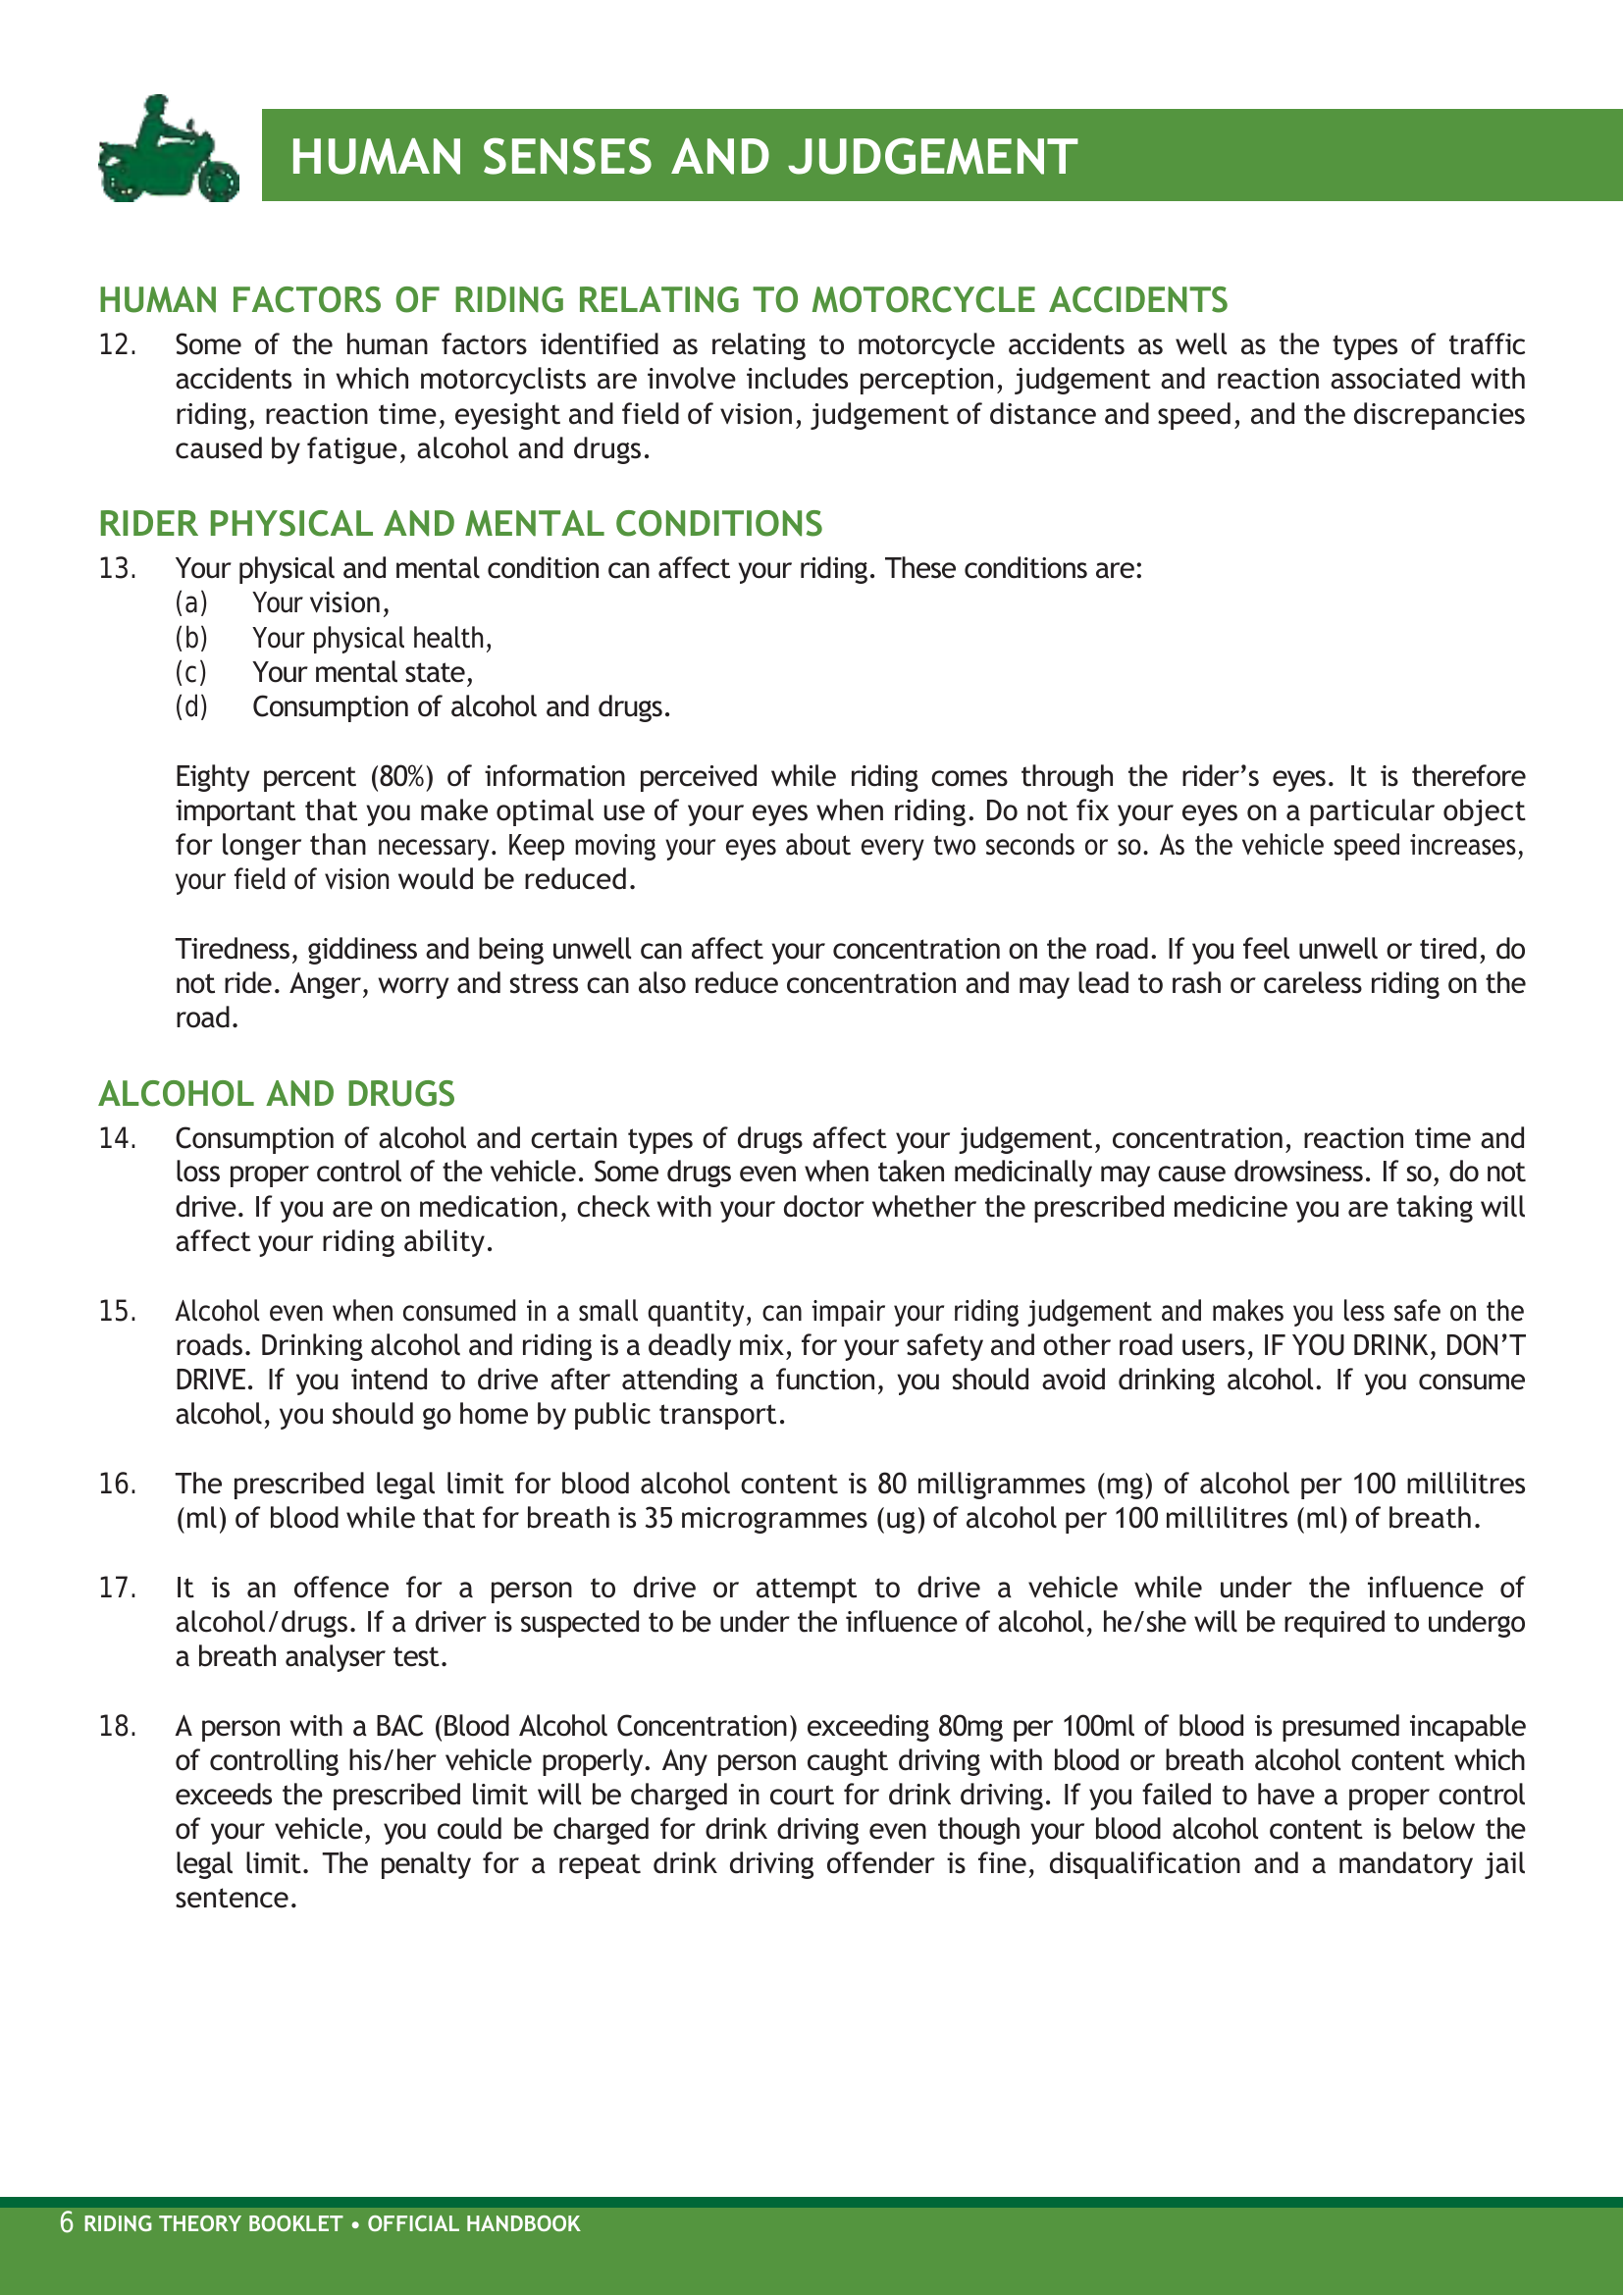 HUMAN SENSES AND JUDGEMENT
HUMAN FACTORS OF RIDING RELATING TO MOTORCYCLE ACCIDENTS
12. Some of the human factors identified as relating to motorcycle accidents as well as the types of traffic
accidents in which motorcyclists are involve includes perception, judgement and reaction associated with
riding, reaction time, eyesight and field of vision, judgement of distance and speed, and the discrepancies
caused by fatigue, alcohol and drugs.
RIDER PHYSICAL AND MENTAL CONDITIONS
13. Your physical and mental condition can affect your riding. These conditions are:
(a) Your vision,
(b) Your physical health,
(c) Your mental state,
(d) Consumption of alcohol and drugs.
Eighty percent (80%) of information perceived while riding comes through the rider’s eyes. It is therefore
important that you make optimal use of your eyes when riding. Do not fix your eyes on a particular object
for longer than necessary. Keep moving your eyes about every two seconds or so. As the vehicle speed increases,
your field of vision would be reduced.
Tiredness, giddiness and being unwell can affect your concentration on the road. If you feel unwell or tired, do
not ride. Anger, worry and stress can also reduce concentration and may lead to rash or careless riding on the
road.
ALCOHOL AND DRUGS
14. Consumption of alcohol and certain types of drugs affect your judgement, concentration, reaction time and
loss proper control of the vehicle. Some drugs even when taken medicinally may cause drowsiness. If so, do not
drive. If you are on medication, check with your doctor whether the prescribed medicine you are taking will
affect your riding ability.
15. Alcohol even when consumed in a small quantity, can impair your riding judgement and makes you less safe on the
roads. Drinking alcohol and riding is a deadly mix, for your safety and other road users, IF YOU DRINK, DON’T
DRIVE. If you intend to drive after attending a function, you should avoid drinking alcohol. If you consume
alcohol, you should go home by public transport.
16. The prescribed legal limit for blood alcohol content is 80 milligrammes (mg) of alcohol per 100 millilitres
(ml) of blood while that for breath is 35 microgrammes (ug) of alcohol per 100 millilitres (ml) of breath.
17. It is an offence for a person to drive or attempt to drive a vehicle while under the influence of
alcohol/drugs. If a driver is suspected to be under the influence of alcohol, he/she will be required to undergo
a breath analyser test.
18. A person with a BAC (Blood Alcohol Concentration) exceeding 80mg per 100ml of blood is presumed incapable
of controlling his/her vehicle properly. Any person caught driving with blood or breath alcohol content which
exceeds the prescribed limit will be charged in court for drink driving. If you failed to have a proper control
of your vehicle, you could be charged for drink driving even though your blood alcohol content is below the
legal limit. The penalty for a repeat drink driving offender is fine, disqualification and a mandatory jail
sentence.
6 RIDING THEORY BOOKLET • OFFICIAL HANDBOOK